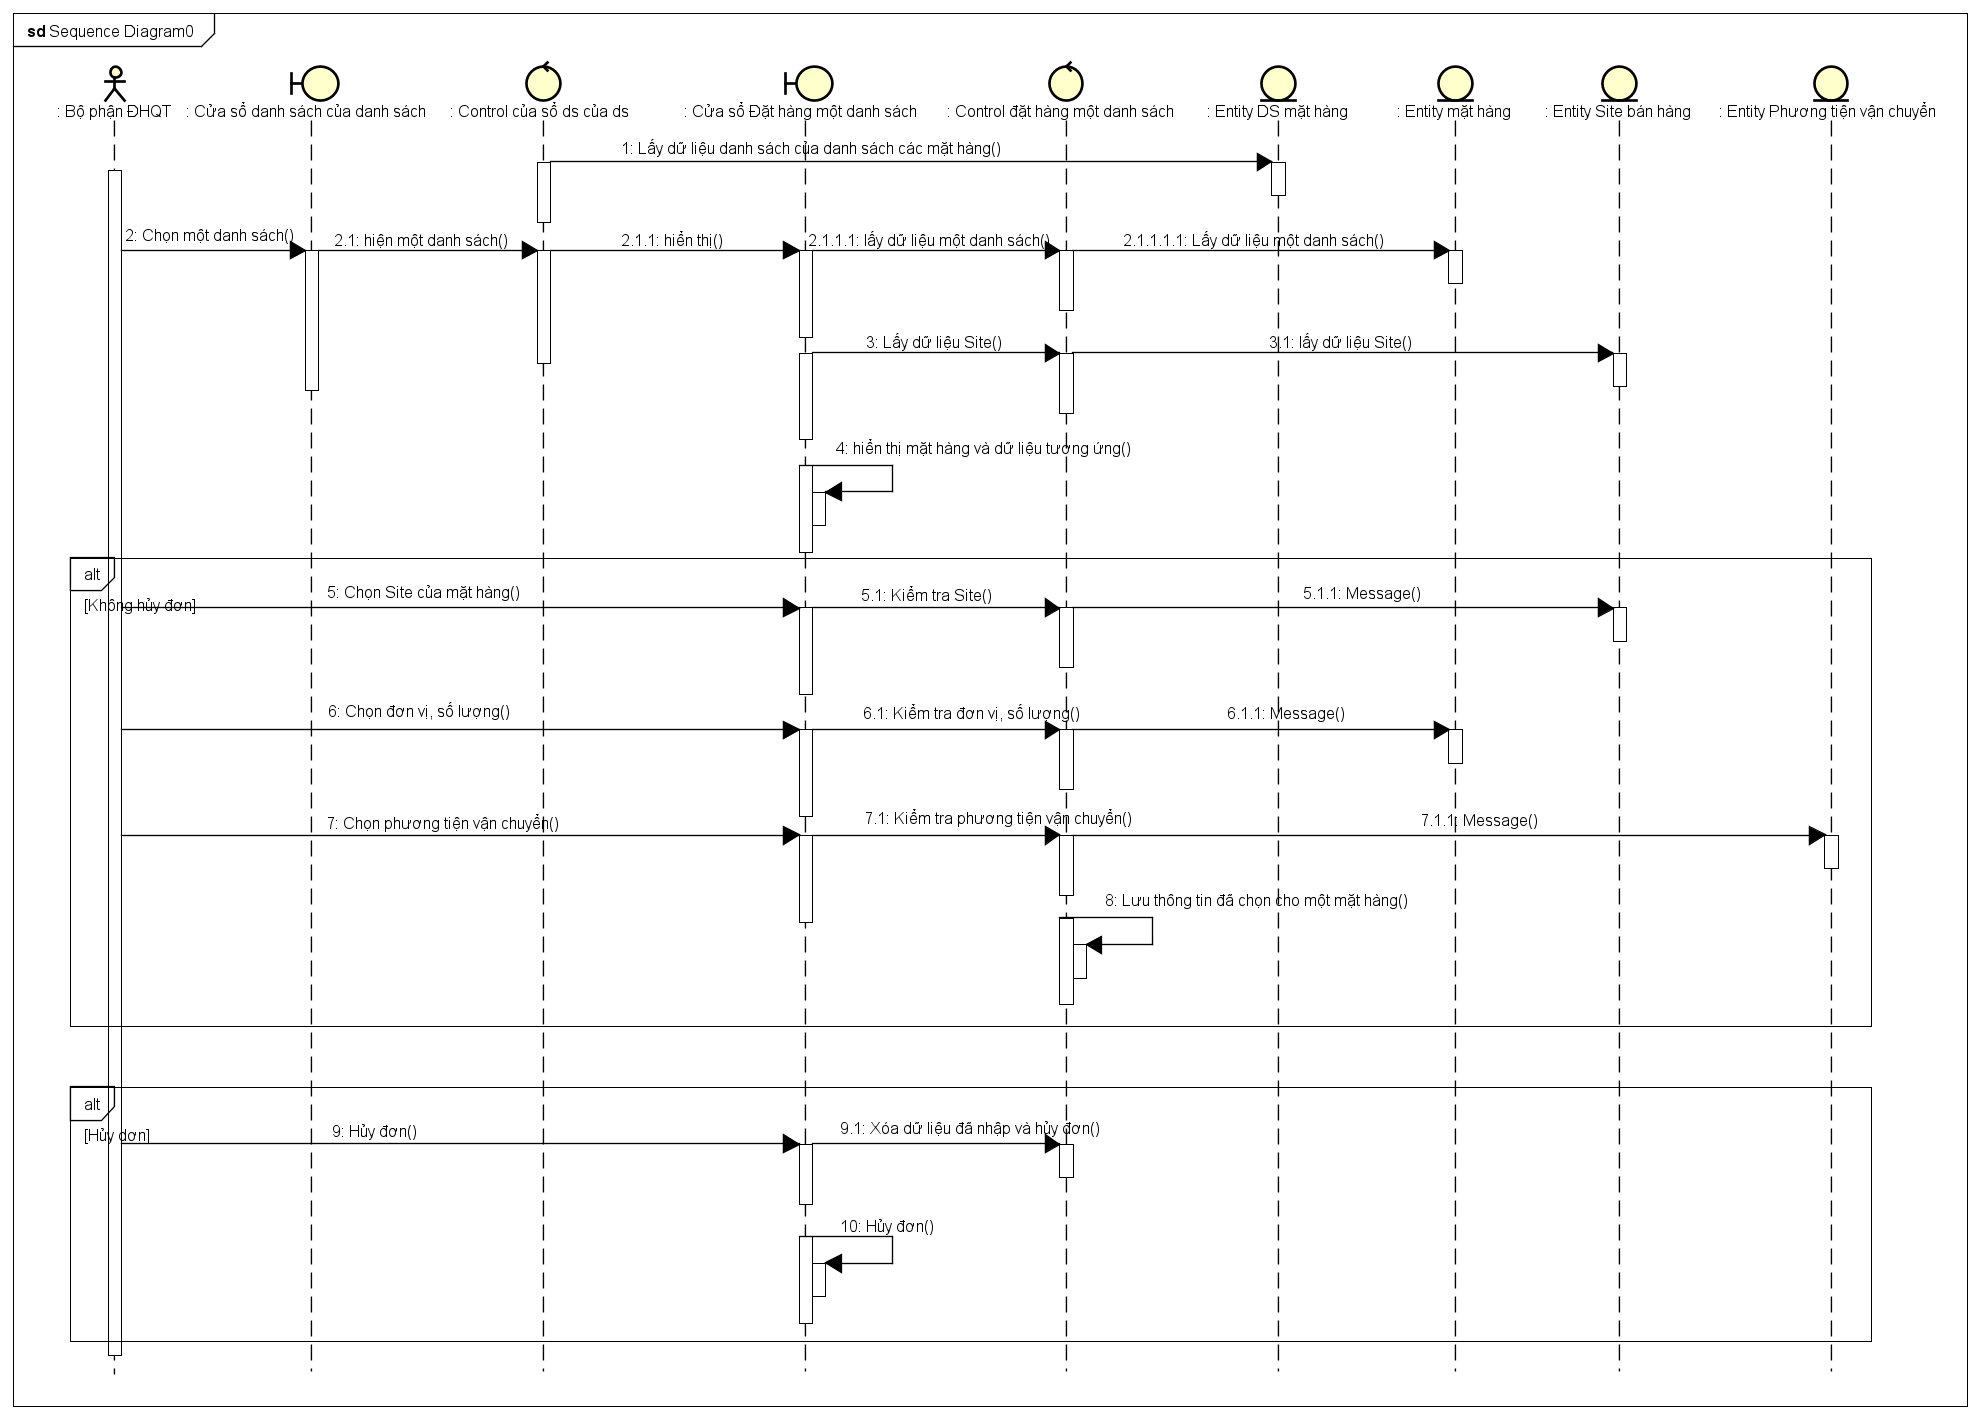 sd Sequence Diagram0
: Bộ phận ĐHQT
: Cửa sổ danh sách của danh sách
: Control của sổ ds của ds
: Cửa sổ Đặt hàng một danh sách
: Control đặt hàng một danh sách
: Entity DS mặt hàng
: Entity mặt hàng
: Entity Site bán hàng
: Entity Phương tiện vận chuyển
1: Lấy dữ liệu danh sách của danh sách các mặt hàng()
2: Chọn một danh sách()
2.1: hiện một danh sách()
2.1.1: hiển thị()
2.1.1.1: lấy dữ liệu một danh sách()
2.1.1.1.1: Lấy dữ liệu một danh sách()
3: Lấy dữ liệu Site()
3.1: lấy dữ liệu Site()
4: hiển thị mặt hàng và dữ liệu tương ứng()
alt
[Không hủy đơn]
5: Chọn Site của mặt hàng()
5.1: Kiểm tra Site()
5.1.1: Message()
6: Chọn đơn vị, số lượng()
6.1: Kiểm tra đơn vị, số lượng()
6.1.1: Message()
7: Chọn phương tiện vận chuyển()
7.1: Kiểm tra phương tiện vận chuyển()
7.1.1: Message()
8: Lưu thông tin đã chọn cho một mặt hàng()
alt
[Hủy dơn]
9: Hủy đơn()
9.1: Xóa dữ liệu đã nhập và hủy đơn()
10: Hủy đơn()